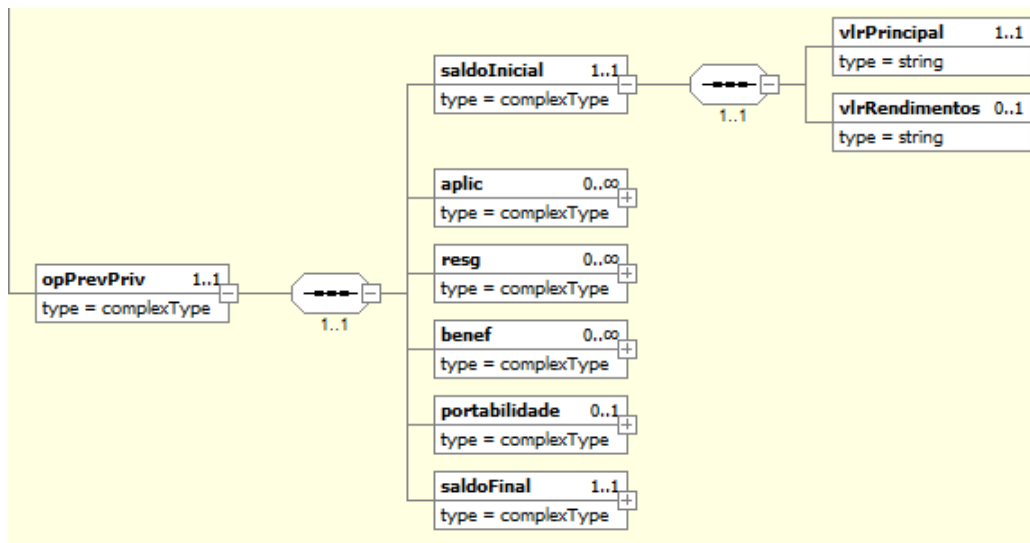 vlrPrincipal 1..1
type = string
saldoInicial 1..1
type = complexType
1..1
vlrRendimentos 0..1
type = string
aplic 0..∞
type = complexType
resg 0..∞
type = complexType
opPrevPriv 1..1
type = complexType
1..1
benef 0..∞
type = complexType
portabilidade 0..1
type = complexType
saldoFinal 1..1
type = complexType